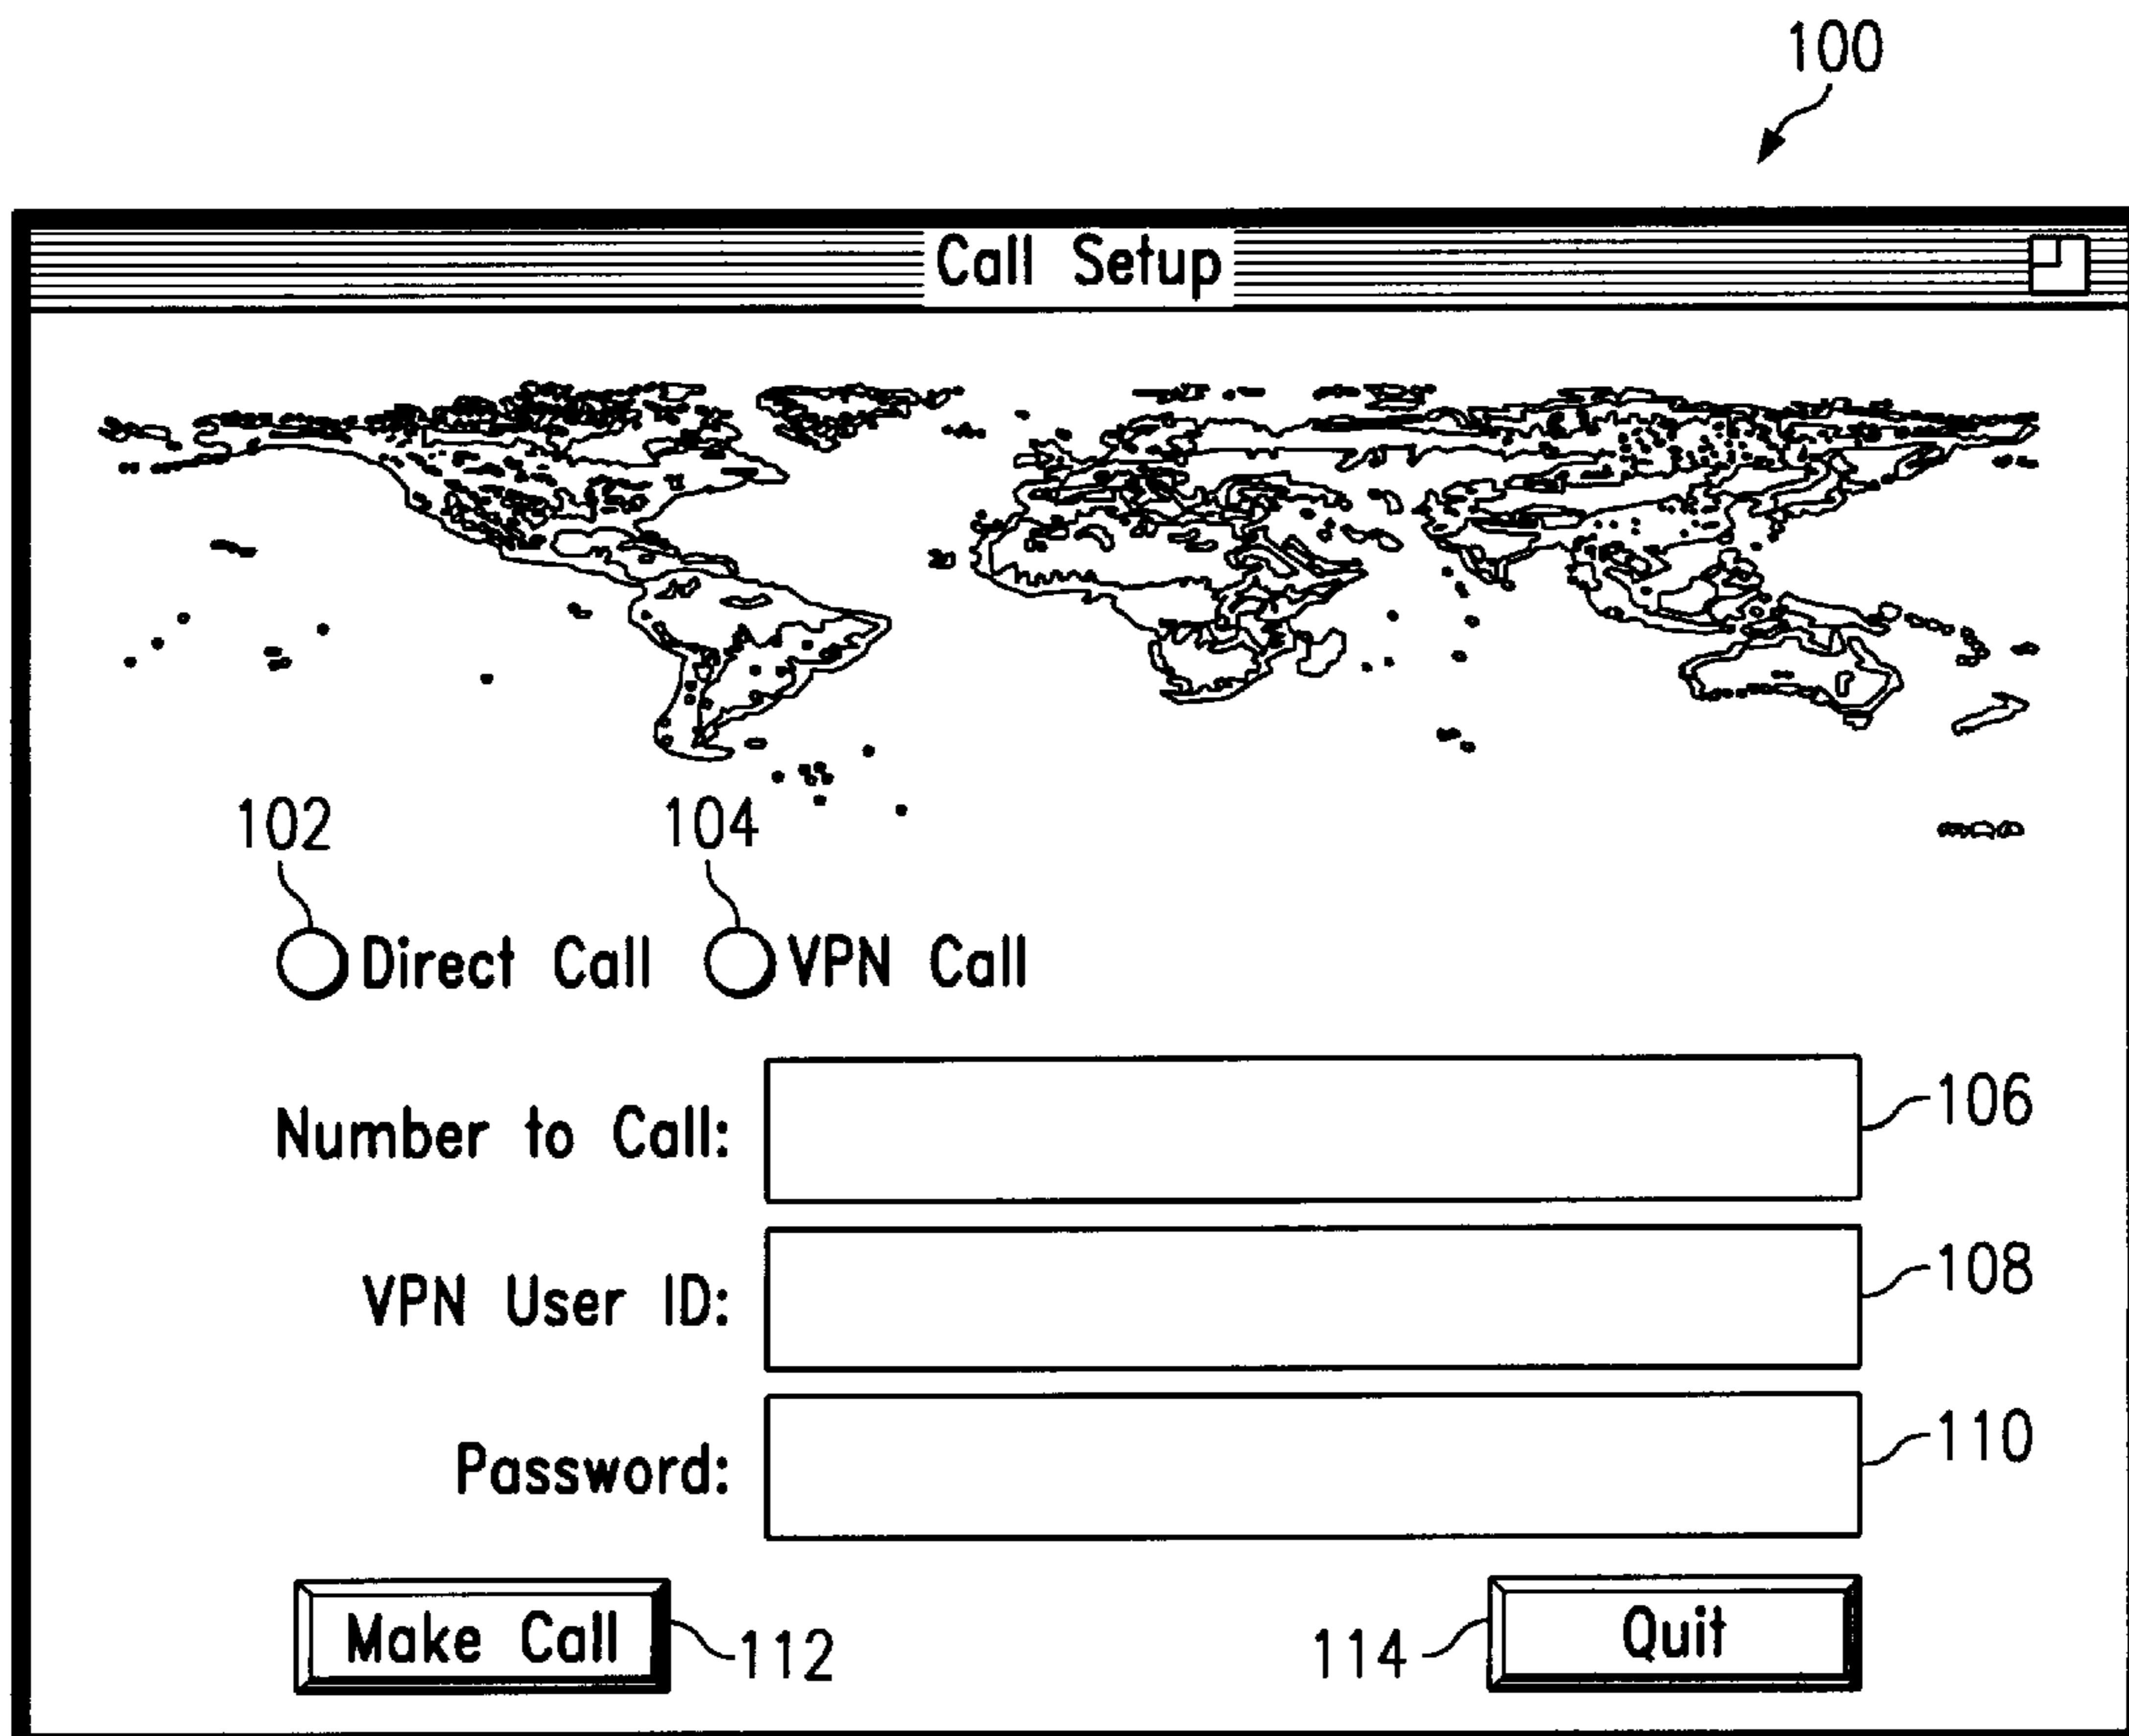 100
Call Setup
102
104
Direct Call
VPN Call
Number to Call:
106
VPN User ID:
108
Password:
110
Make Call
112
114
Quit